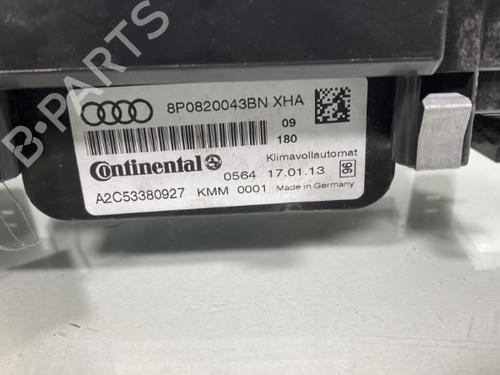 8P0820043BN XHA
09
180
Continental
Klimavollautomat
0564 17.01.13
A2C53380927 KMM 0001 Made in Germany
B-PARTS